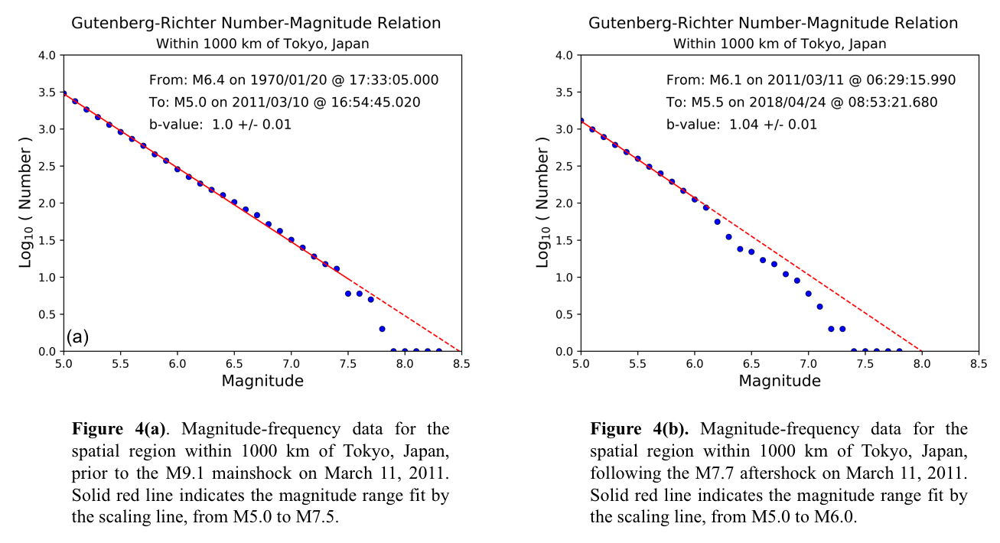 Gutenberg-Richter Number-Magnitude Relation
Within 1000 km of Tokyo, Japan
4.0
3.5
3.0
2.5
2.0
1.5
1.0
0.5
0.0
Log10 ( Number )
From: M6.4 on 1970/01/20 @ 17:33:05.000
To: M5.0 on 2011/03/10 @ 16:54:45.020
b-value: 1.0 +/- 0.01
(a)
5.0 5.5 6.0 6.5 7.0 7.5 8.0 8.5
Magnitude
Figure 4(a). Magnitude-frequency data for the
spatial region within 1000 km of Tokyo, Japan,
prior to the M9.1 mainshock on March 11, 2011.
Solid red line indicates the magnitude range fit by
the scaling line, from M5.0 to M7.5.
Gutenberg-Richter Number-Magnitude Relation
Within 1000 km of Tokyo, Japan
4.0
3.5
3.0
2.5
2.0
1.5
1.0
0.5
0.0
Log10 ( Number )
From: M6.1 on 2011/03/11 @ 06:29:15.990
To: M5.5 on 2018/04/24 @ 08:53:21.680
b-value: 1.04 +/- 0.01
5.0 5.5 6.0 6.5 7.0 7.5 8.0 8.5
Magnitude
Figure 4(b). Magnitude-frequency data for the
spatial region within 1000 km of Tokyo, Japan,
following the M7.7 aftershock on March 11, 2011.
Solid red line indicates the magnitude range fit by
the scaling line, from M5.0 to M6.0.